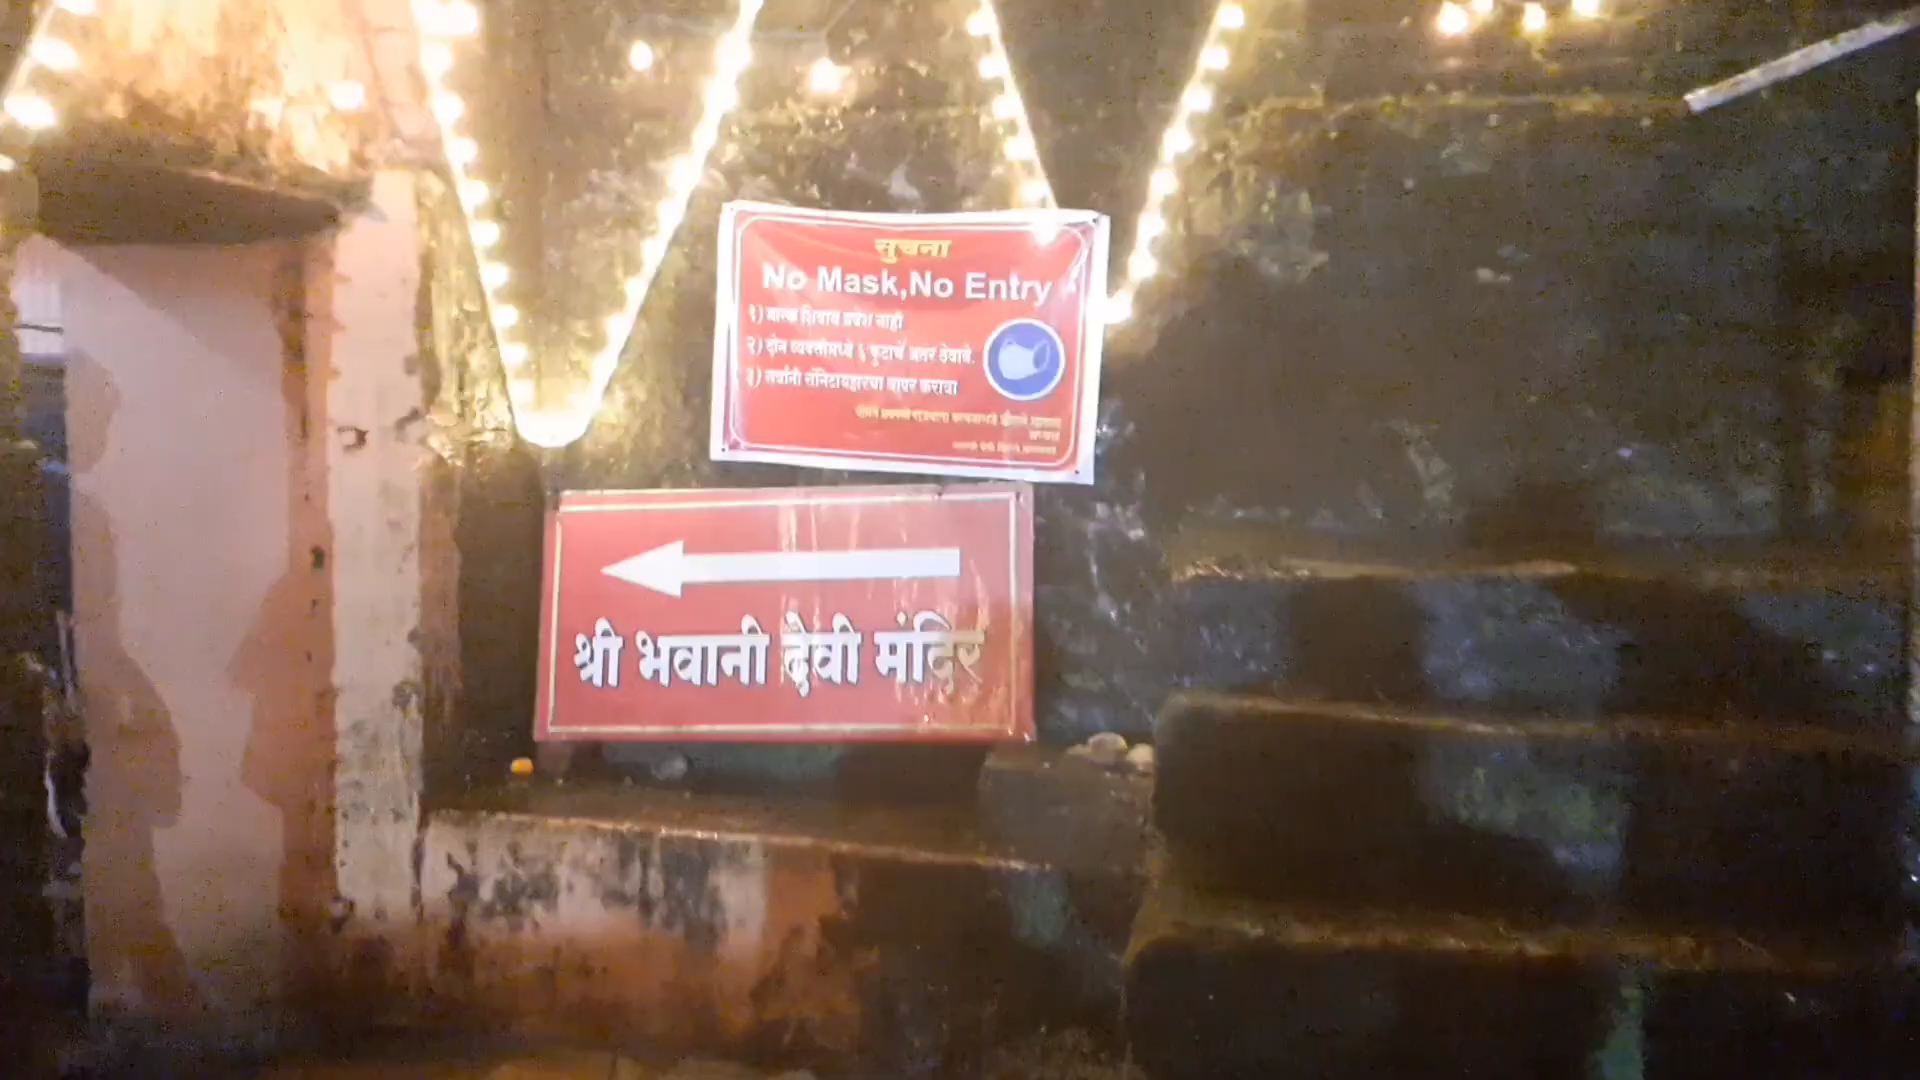 सुचना
No Mask,No Entry
१) मास्क शिवाय प्रवेश नाही
२) दोन व्यक्तींमध्ये ६ फुटाचे अंतर ठेवावे.
३) सर्वांनी सॅनिटायझरचा वापर करावा
श्री भवानी देवी मंदिर